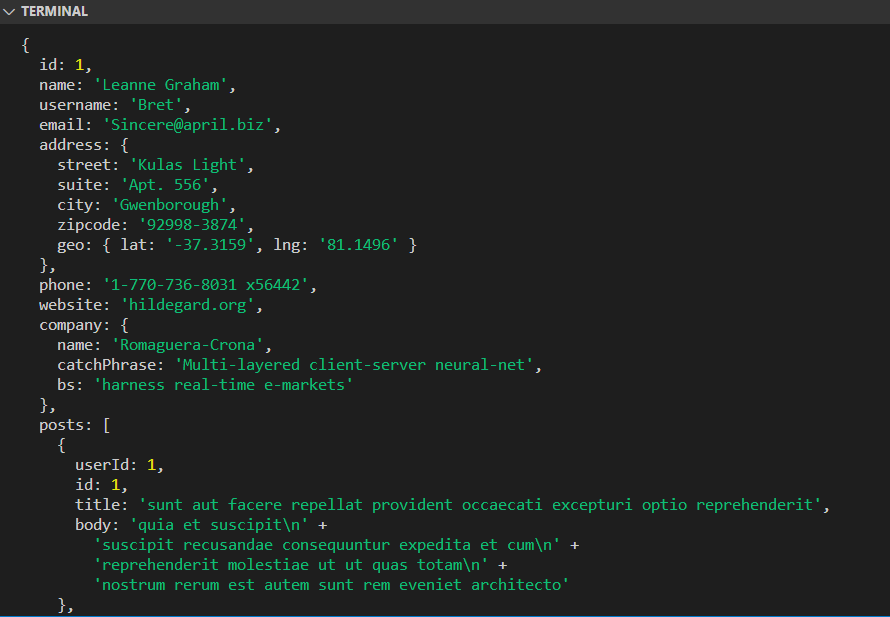 TERMINAL
{
id: 1,
name: 'Leanne Graham',
username: 'Bret',
email: 'Sincere@april.biz',
address: {
street: 'Kulas Light',
suite: 'Apt. 556',
city: 'Gwenborough',
zipcode: '92998-3874',
geo: { lat: '-37.3159', lng: '81.1496' }
},
phone: '1-770-736-8031 x56442',
website: 'hildegard.org',
company: {
name: 'Romaguera-Crona',
catchPhrase: 'Multi-layered client-server neural-net',
bs: 'harness real-time e-markets'
},
posts: [
{
userId: 1,
id: 1,
title: 'sunt aut facere repellat provident occaecati excepturi optio reprehenderit',
body: 'quia et suscipit\n' +
'suscipit recusandae consequuntur expedita et cum\n' +
'reprehenderit molestiae ut ut quas totam\n' +
'nostrum rerum est autem sunt rem eveniet architecto'
},